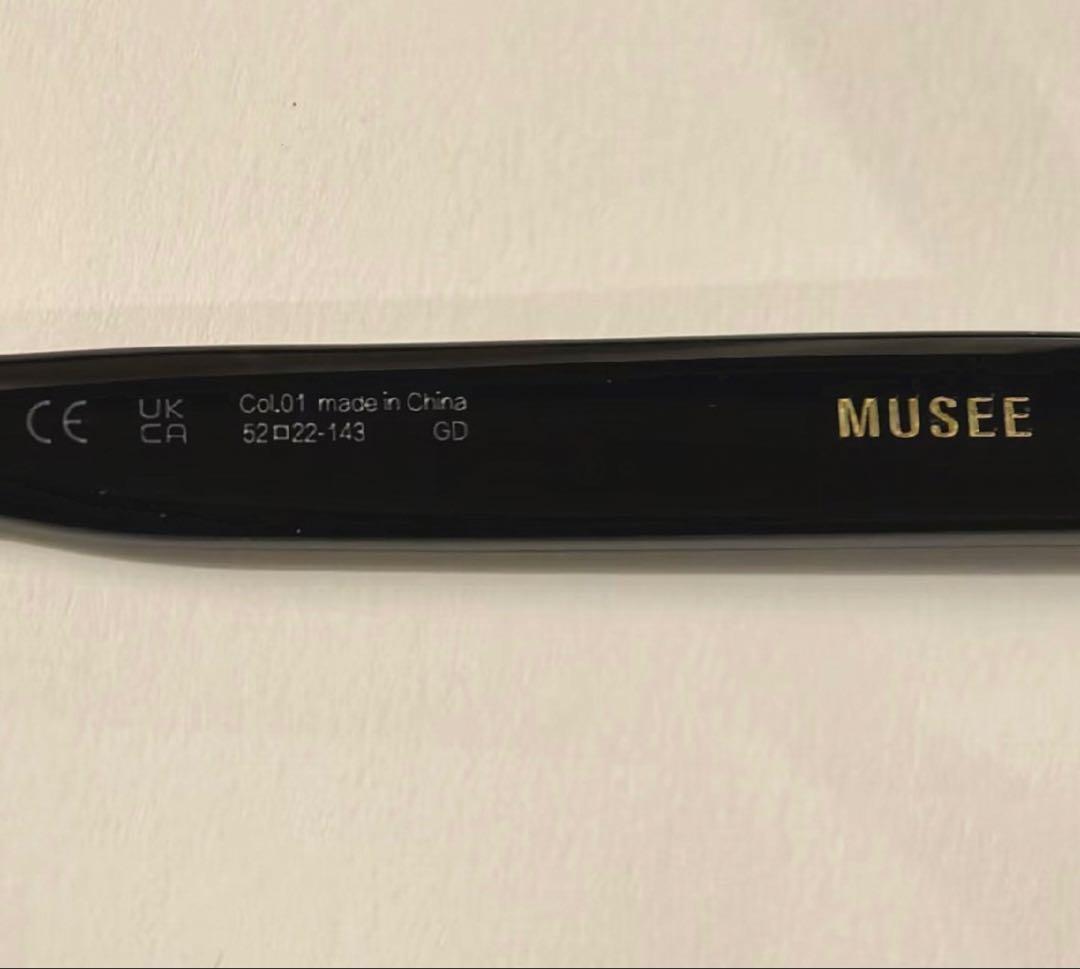 CE
UK
CA
Col.01 made in China
52□22-143 GD
MUSEE